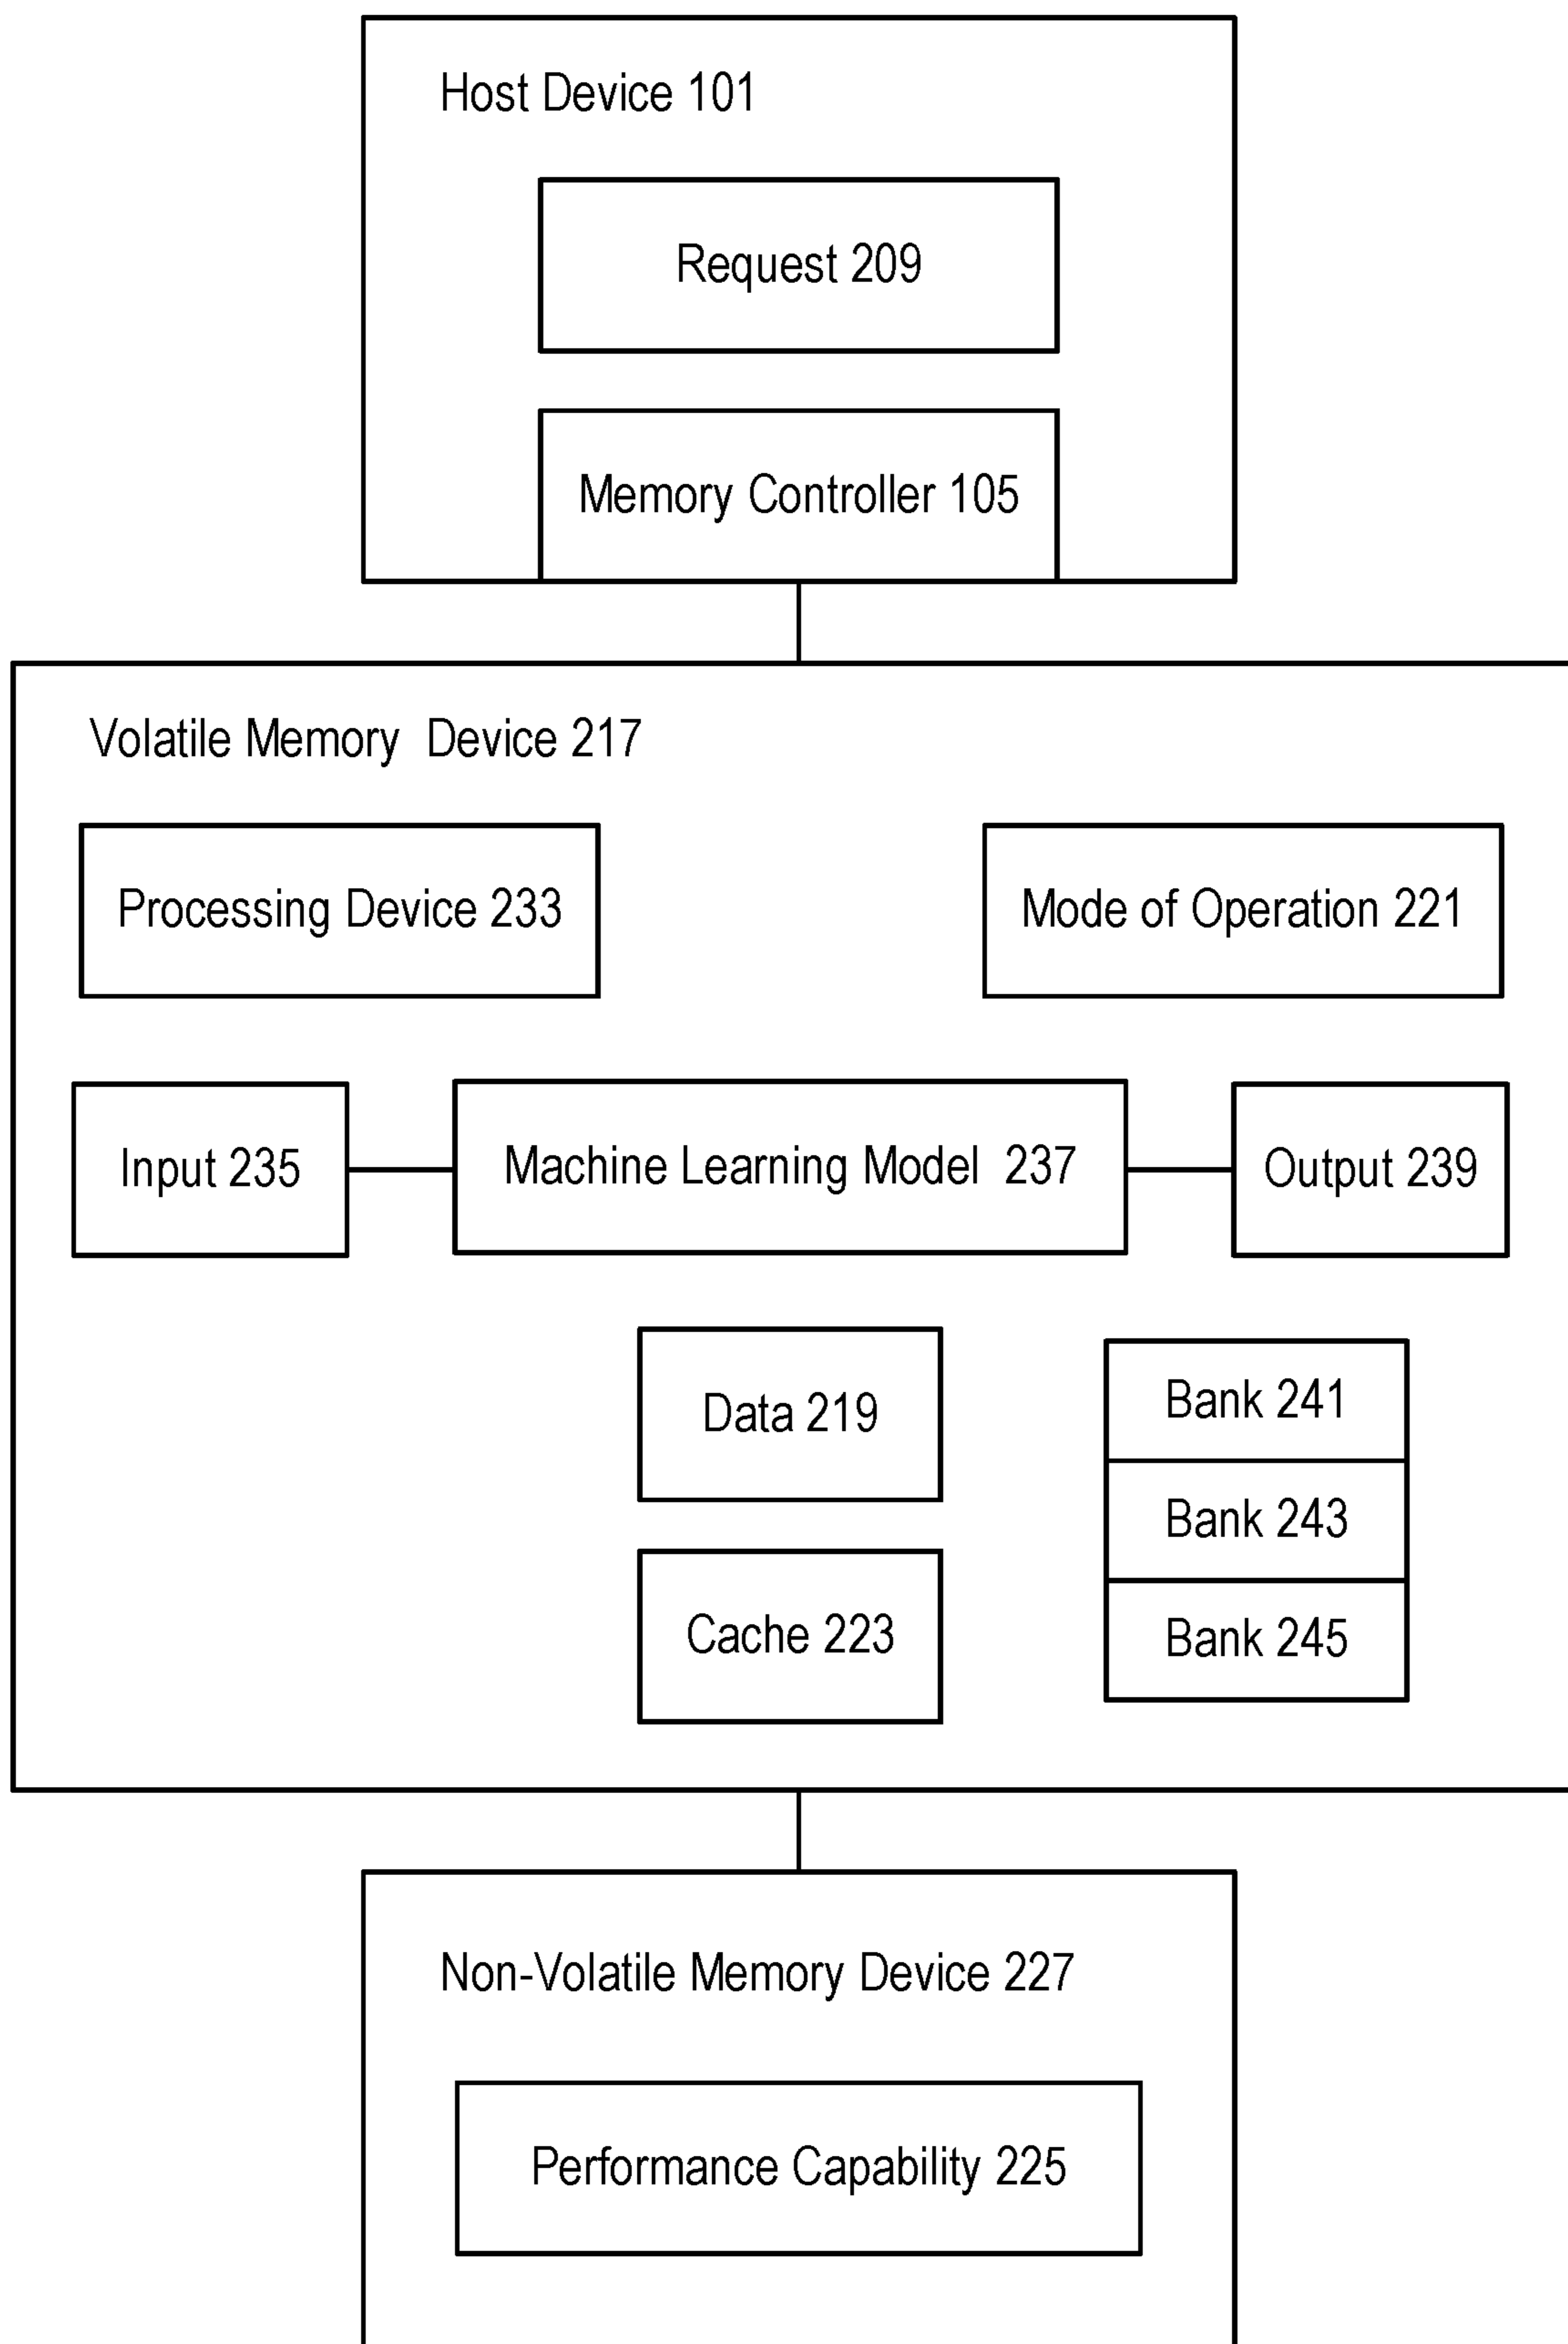 Host Device 101
Request 209
Memory Controller 105
Volatile Memory Device 217
Processing Device 233
Mode of Operation 221
Input 235
Machine Learning Model 237
Output 239
Data 219
Bank 241
Bank 243
Cache 223
Bank 245
Non-Volatile Memory Device 227
Performance Capability 225